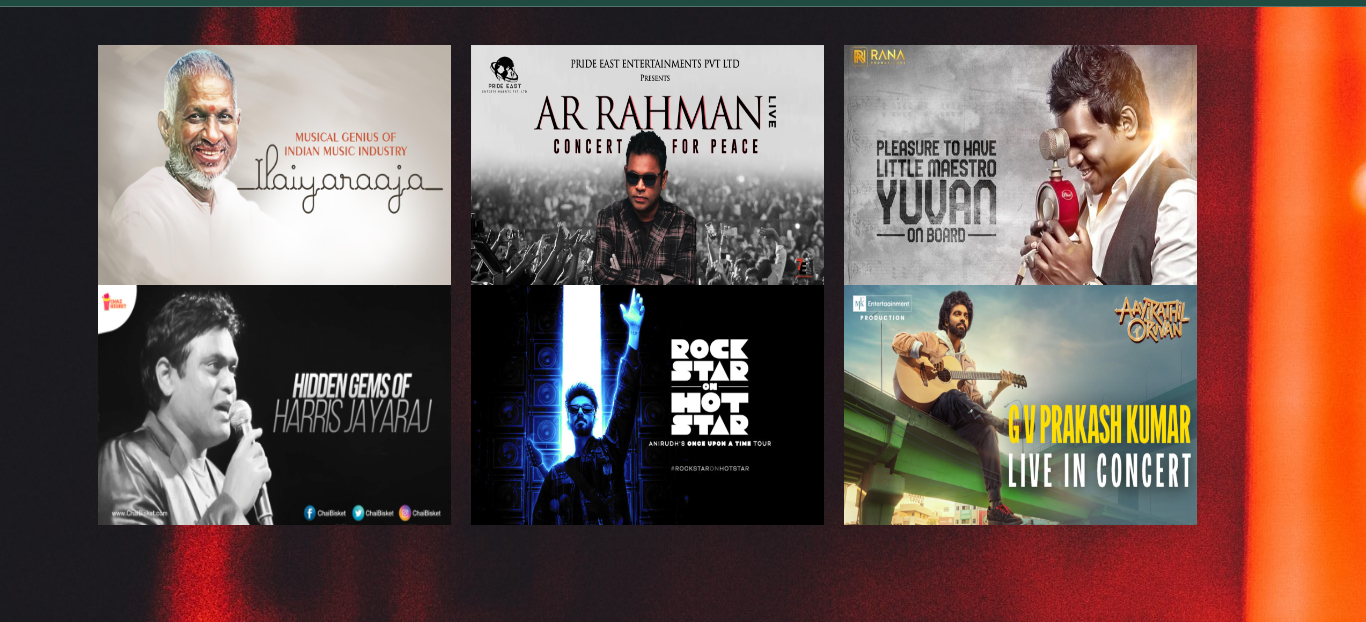 MUSICAL GENIUS OF
INDIAN MUSIC INDUSTRY
Ilaiyaraaja
PRIDE EAST
PRIDE EAST ENTERTAINMENTS PVT LTD
PRESENTS
AR RAHMAN LIVE
CONCERT FOR PEACE
RANA
PLEASURE TO HAVE
LITTLE MAESTRO
YUVAN
ON BOARD
CHAI BISKET
HIDDEN GEMS OF
HARRIS JAYARAJ
www.ChaiBisket.com
ChaiBisket
ChaiBisket
ChaiBisket
ROCK
STAR
ON
HOT
STAR
ANIRUDH'S ONCE UPON A TIME TOUR
#ROCKSTARONHOTSTAR
Entertainment
PRODUCTION
AAYIRATHIL
ORUVAN
G V PRAKASH KUMAR
LIVE IN CONCERT